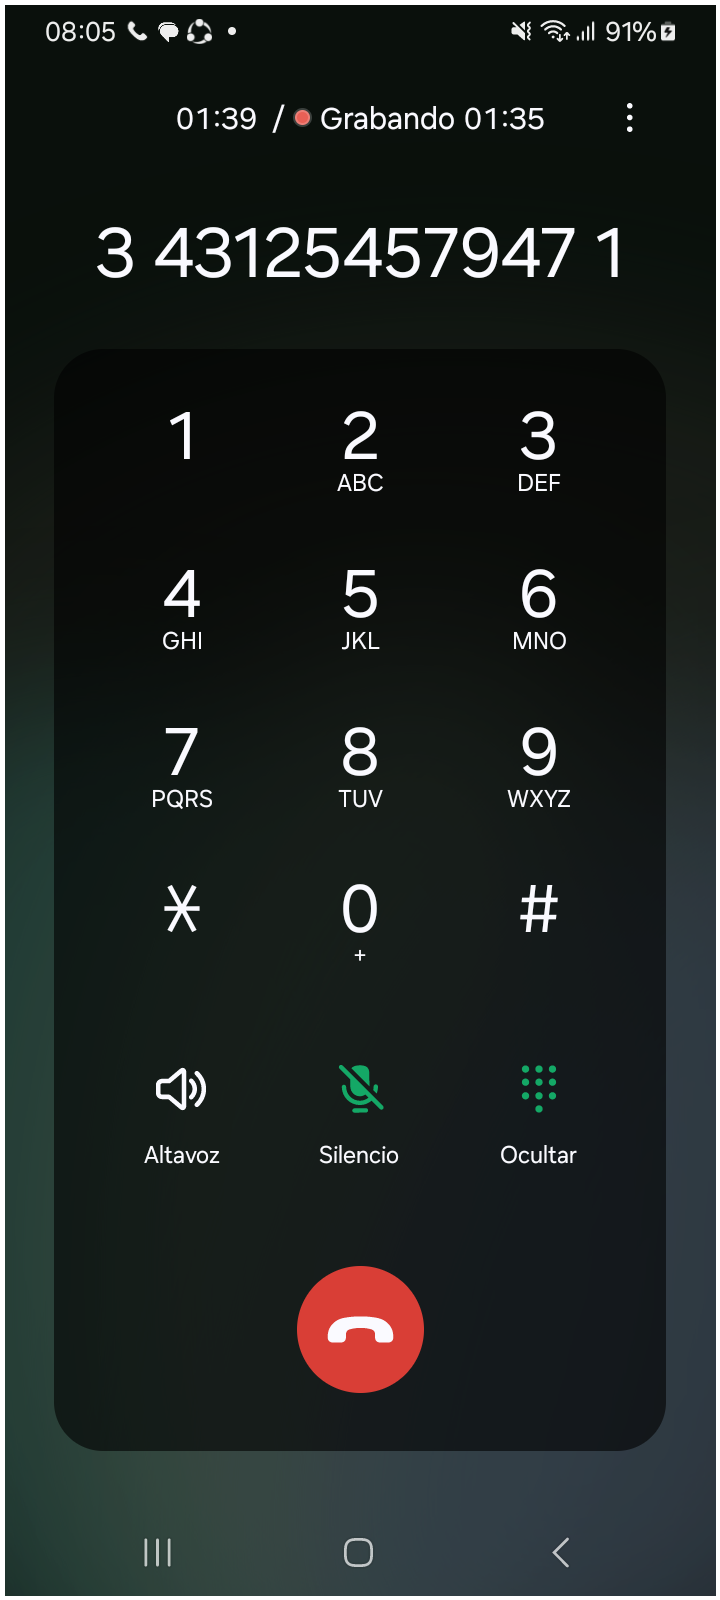 08:05 91%
01:39 / Grabando 01:35
3 43125457947 1
1 2 3
ABC DEF
4 5 6
GHI JKL MNO
7 8 9
PQRS TUV WXYZ
* 0 #
+
Altavoz Silencio Ocultar